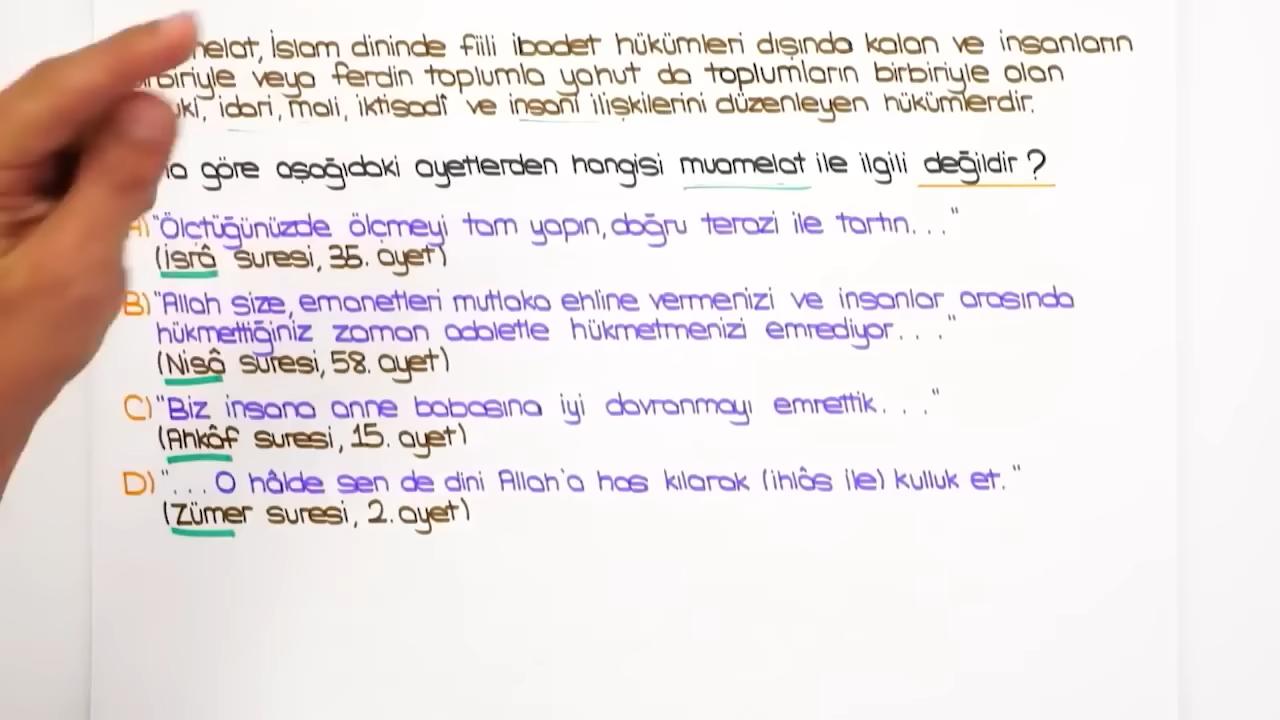 İslam dininde fiili ibadet hükümleri dışında kalan ve insanların
veya ferdin toplumla yahut da toplumların birbiriyle olan
idari, mali, iktisadî ve insanî ilişkilerini düzenleyen hükümlerdir.
göre aşağıdaki ayetlerden hangisi muamelat ile ilgili değildir ?
A) "Ölçtüğünüzde ölçmeyi tam yapın, doğru terazi ile tartın. . ."
(İsrâ suresi, 35. ayet)
B) "Allah size, emanetleri mutlaka ehline vermenizi ve insanlar arasında
hükmettiğiniz zaman adaletle hükmetmenizi emrediyor. . ."
(Nisâ suresi, 58. ayet)
C) "Biz insana anne babasına iyi davranmayı emrettik. . ."
(Ahkâf suresi, 15. ayet)
D) ". . . O hâlde sen de dini Allah'a has kılarak (ihlâs ile) kulluk et."
(Zümer suresi, 2. ayet)